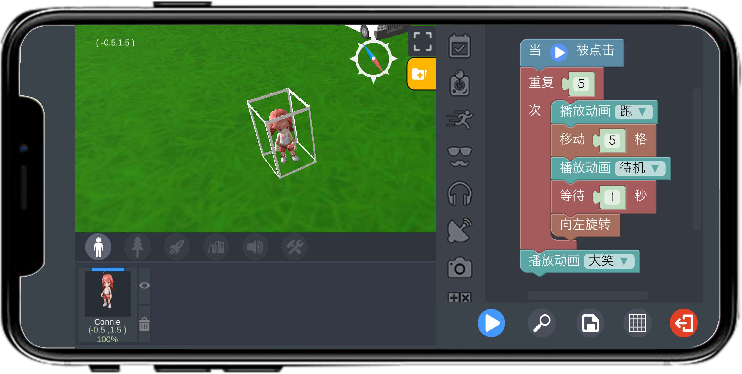 ( -0.5,1.5 )
Connie
(-0.5 ,1.5 )
100%
当 被点击
重复 5
次
播放动画 跑
移动 5 格
播放动画 待机
等待 1 秒
向左旋转
播放动画 大笑